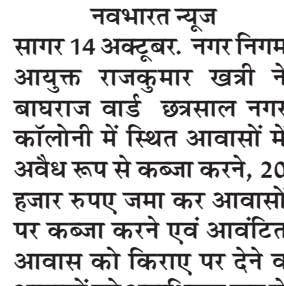 नवभारत न्यूज
सागर 14 अक्टूबर. नगर निगम
आयुक्त राजकुमार खत्री ने
बाघराज वार्ड छत्रसाल नगर
कॉलोनी में स्थित आवासों में
अवैध रूप से कब्जा करने, 20
हजार रुपए जमा कर आवासों
पर कब्जा करने एवं आवंटित
आवास को किराए पर देने व